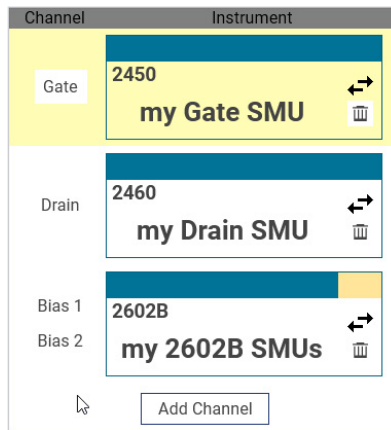 Channel Instrument
Gate
2450
my Gate SMU
Drain
2460
my Drain SMU
Bias 1
Bias 2
2602B
my 2602B SMUs
Add Channel